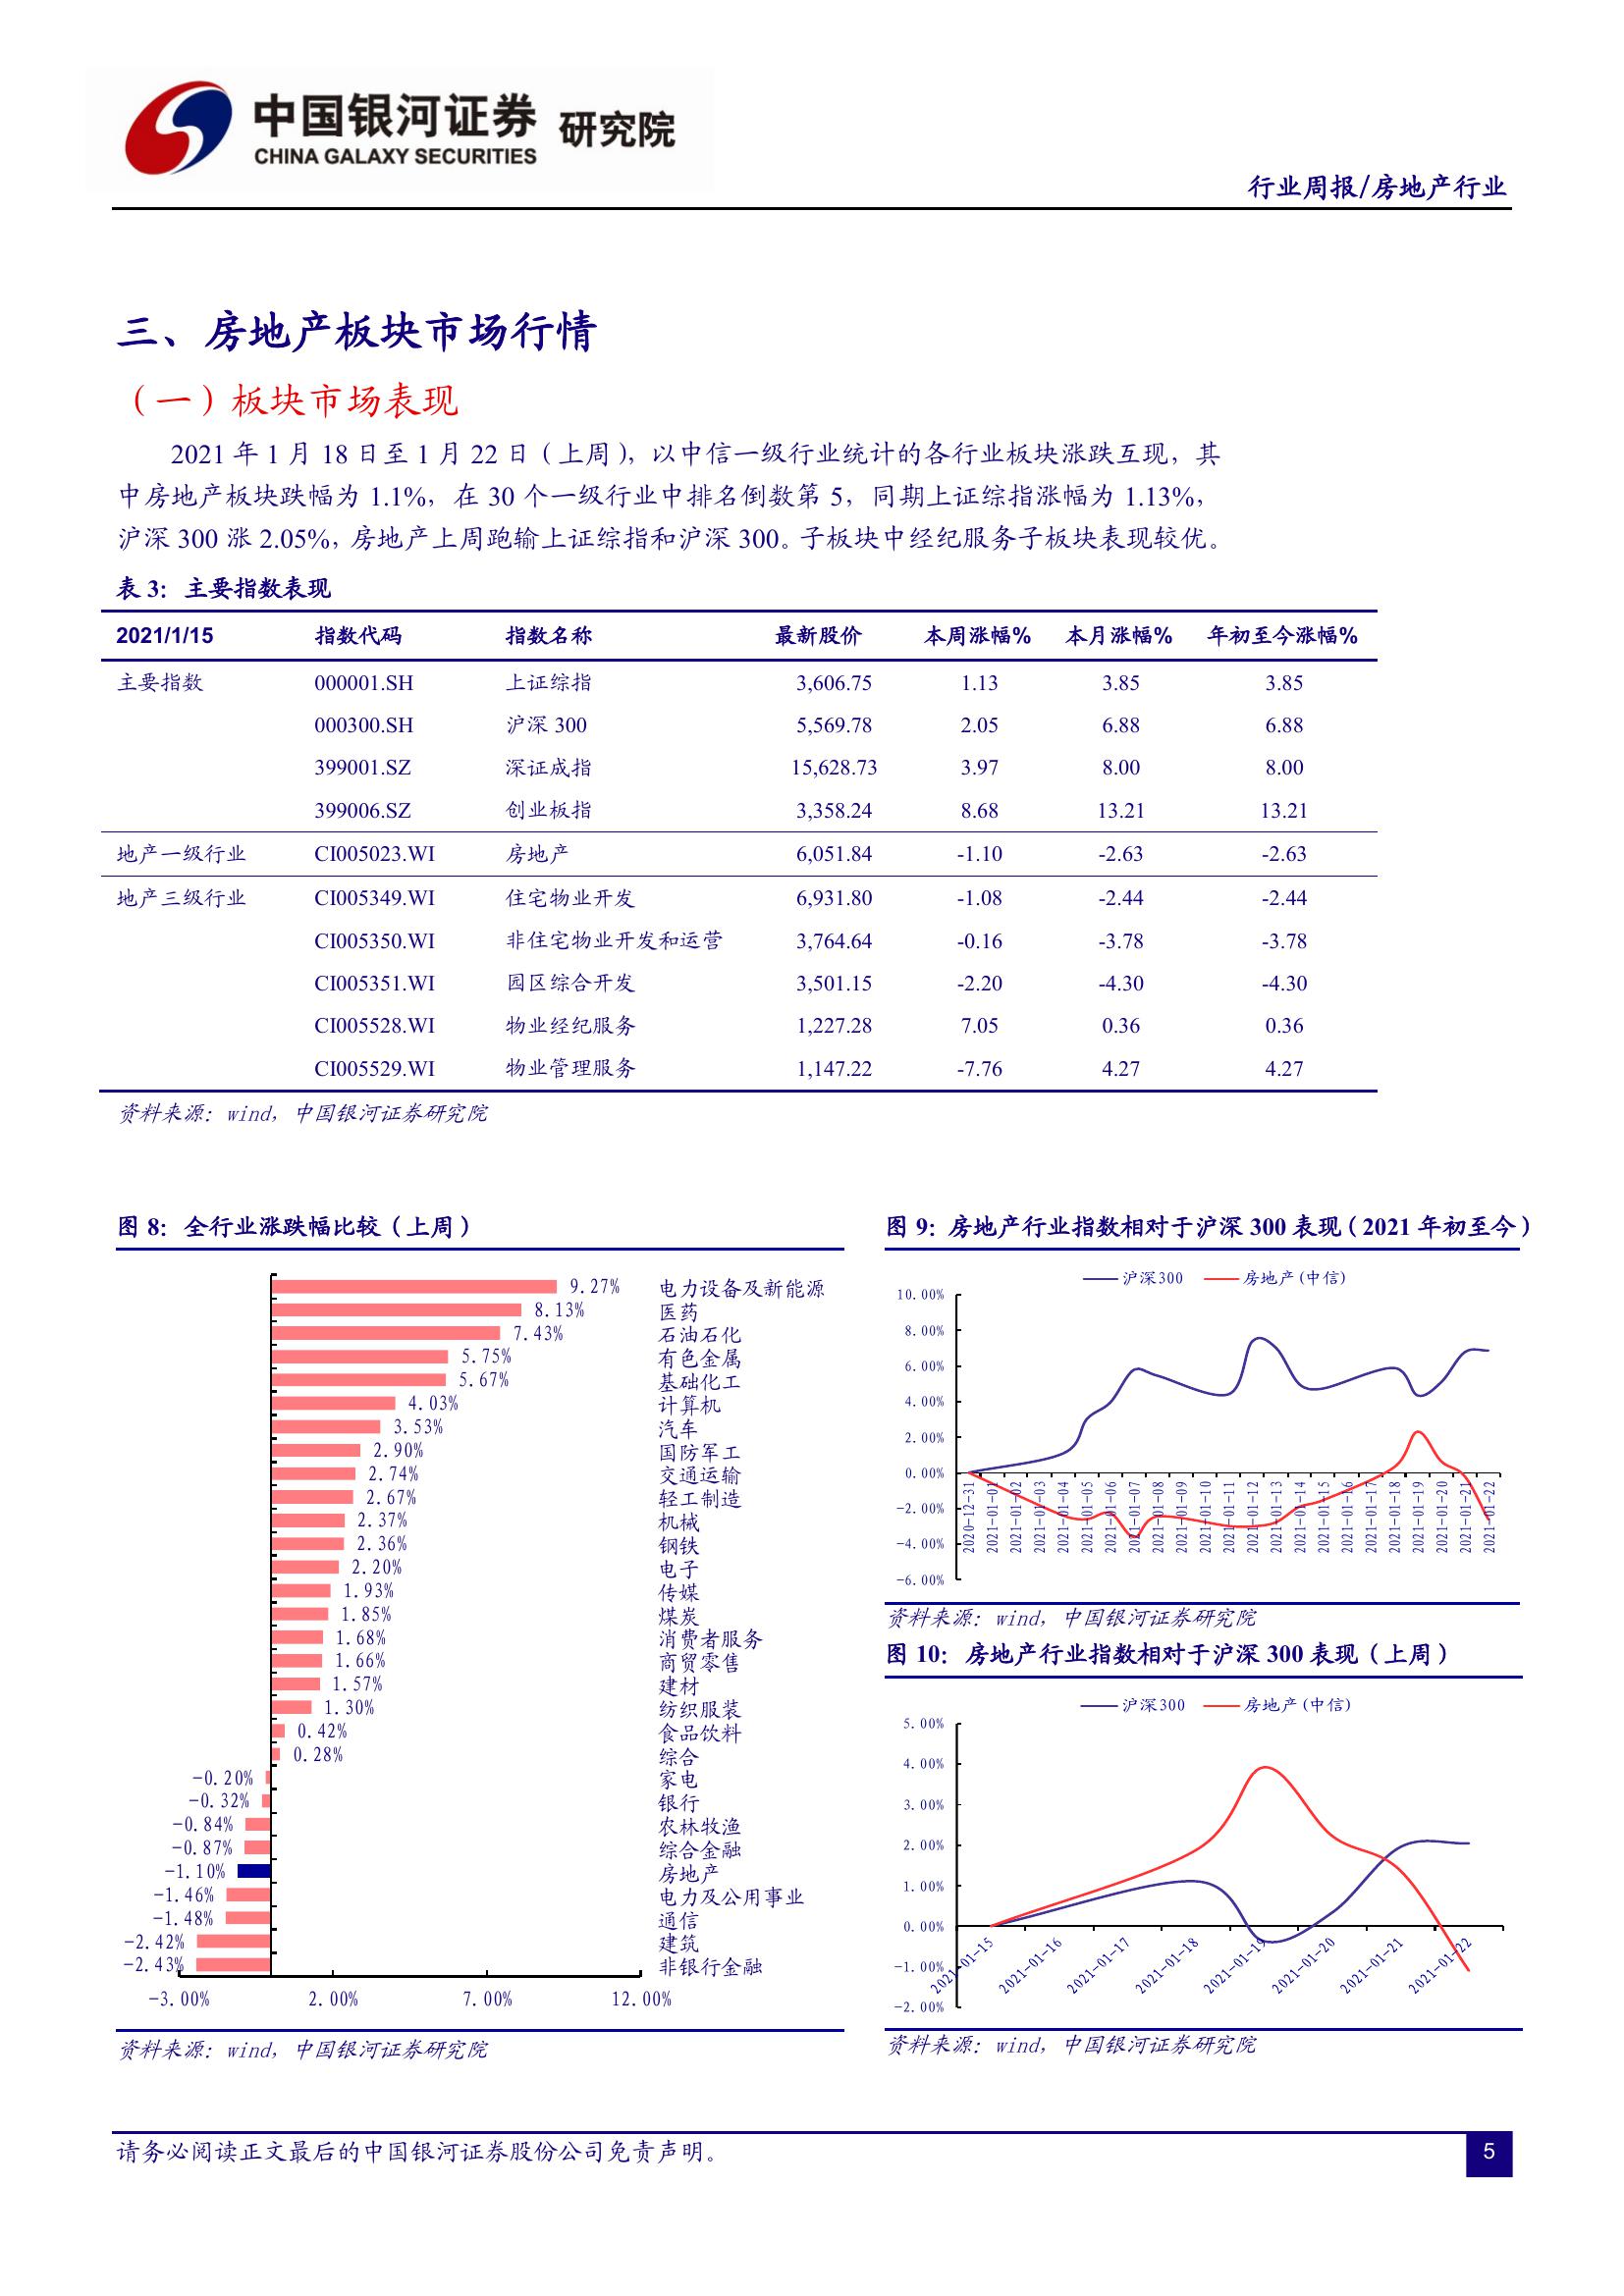 中国银河证券 研究院
CHINA GALAXY SECURITIES
行业周报/房地产行业
三、房地产板块市场行情
（一）板块市场表现
2021 年 1 月 18 日至 1 月 22 日（上周），以中信一级行业统计的各行业板块涨跌互现，其
中房地产板块跌幅为 1.1%，在 30 个一级行业中排名倒数第 5，同期上证综指涨幅为 1.13%，
沪深 300 涨 2.05%，房地产上周跑输上证综指和沪深 300。子板块中经纪服务子板块表现较优。
表 3：主要指数表现
2021/1/15 指数代码 指数名称 最新股价 本周涨幅% 本月涨幅% 年初至今涨幅%
主要指数 000001.SH 上证综指 3,606.75 1.13 3.85 3.85
000300.SH 沪深 300 5,569.78 2.05 6.88 6.88
399001.SZ 深证成指 15,628.73 3.97 8.00 8.00
399006.SZ 创业板指 3,358.24 8.68 13.21 13.21
地产一级行业 CI005023.WI 房地产 6,051.84 -1.10 -2.63 -2.63
地产三级行业 CI005349.WI 住宅物业开发 6,931.80 -1.08 -2.44 -2.44
CI005350.WI 非住宅物业开发和运营 3,764.64 -0.16 -3.78 -3.78
CI005351.WI 园区综合开发 3,501.15 -2.20 -4.30 -4.30
CI005528.WI 物业经纪服务 1,227.28 7.05 0.36 0.36
CI005529.WI 物业管理服务 1,147.22 -7.76 4.27 4.27
资料来源：wind，中国银河证券研究院
图 8：全行业涨跌幅比较（上周）
9.27% 电力设备及新能源
8.13% 医药
7.43% 石油石化
5.75% 有色金属
5.67% 基础化工
4.03% 计算机
3.53% 汽车
2.90% 国防军工
2.74% 交通运输
2.67% 轻工制造
2.37% 机械
2.36% 钢铁
2.20% 电子
1.93% 传媒
1.85% 煤炭
1.68% 消费者服务
1.66% 商贸零售
1.57% 建材
1.30% 纺织服装
0.42% 食品饮料
0.28% 综合
-0.20% 家电
-0.32% 银行
-0.84% 农林牧渔
-0.87% 综合金融
-1.10% 房地产
-1.46% 电力及公用事业
-1.48% 通信
-2.42% 建筑
-2.43% 非银行金融
-3.00% 2.00% 7.00% 12.00%
资料来源：wind，中国银河证券研究院
图 9：房地产行业指数相对于沪深 300 表现（2021 年初至今）
沪深300 房地产(中信)
10.00%
8.00%
6.00%
4.00%
2.00%
0.00%
-2.00%
-4.00%
-6.00%
2020-12-31 2021-01-01 2021-01-02 2021-01-03 2021-01-04 2021-01-05 2021-01-06 2021-01-07 2021-01-08 2021-01-09 2021-01-10 2021-01-11 2021-01-12 2021-01-13 2021-01-14 2021-01-15 2021-01-16 2021-01-17 2021-01-18 2021-01-19 2021-01-20 2021-01-21 2021-01-22
资料来源：wind，中国银河证券研究院
图 10：房地产行业指数相对于沪深 300 表现（上周）
沪深300 房地产(中信)
5.00%
4.00%
3.00%
2.00%
1.00%
0.00%
-1.00%
-2.00%
2021-01-15 2021-01-16 2021-01-17 2021-01-18 2021-01-19 2021-01-20 2021-01-21 2021-01-22
资料来源：wind，中国银河证券研究院
请务必阅读正文最后的中国银河证券股份公司免责声明。
5